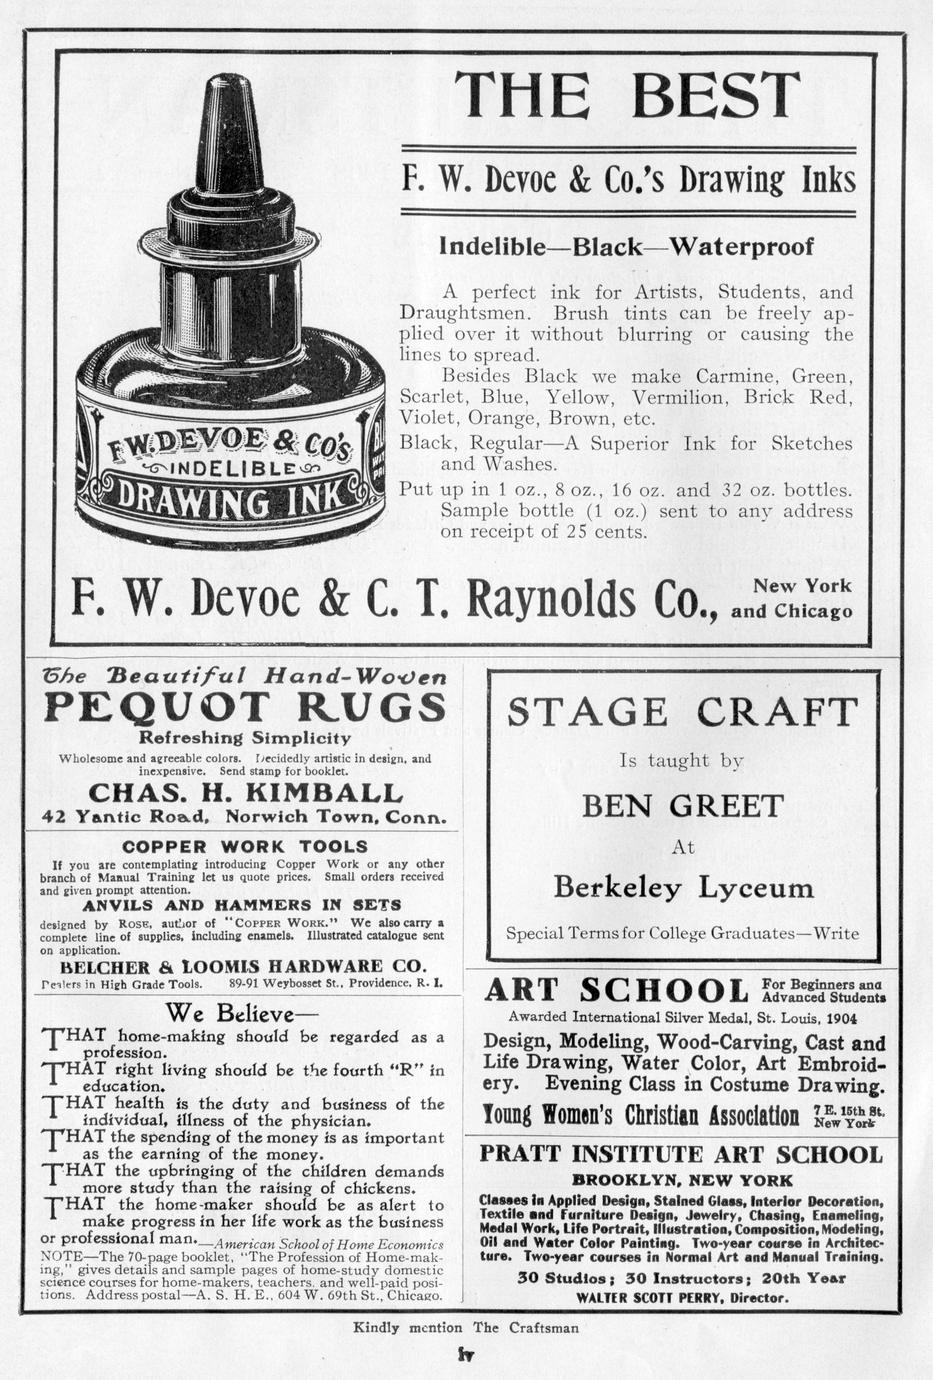 THE BEST
F. W. Devoe & Co.'s Drawing Inks
Indelible—Black—Waterproof
A perfect ink for Artists, Students, and
Draughtsmen. Brush tints can be freely ap-
plied over it without blurring or causing the
lines to spread.
Besides Black we make Carmine, Green,
Scarlet, Blue, Yellow, Vermilion, Brick Red,
Violet, Orange, Brown, etc.
Black, Regular—A Superior Ink for Sketches
and Washes.
Put up in 1 oz., 8 oz., 16 oz. and 32 oz. bottles.
Sample bottle (1 oz.) sent to any address
on receipt of 25 cents.
F.W. DEVOE & CO'S
INDELIBLE
DRAWING INK
F. W. Devoe & C. T. Raynolds Co., New York
and Chicago
The Beautiful Hand-Woven
PEQUOT RUGS
Refreshing Simplicity
Wholesome and agreeable colors. Decidedly artistic in design, and
inexpensive. Send stamp for booklet.
CHAS. H. KIMBALL
42 Yantic Road, Norwich Town, Conn.
COPPER WORK TOOLS
If you are contemplating introducing Copper Work or any other
branch of Manual Training let us quote prices. Small orders received
and given prompt attention.
ANVILS AND HAMMERS IN SETS
designed by ROSE, author of "COPPER WORK." We also carry a
complete line of supplies, including enamels. Illustrated catalogue sent
on application.
BELCHER & LOOMIS HARDWARE CO.
Dealers in High Grade Tools. 89-91 Weybosset St., Providence, R. I.
We Believe—
THAT home-making should be regarded as a
profession.
THAT right living should be the fourth "R" in
education.
THAT health is the duty and business of the
individual, illness of the physician.
THAT the spending of the money is as important
as the earning of the money.
THAT the upbringing of the children demands
more study than the raising of chickens.
THAT the home-maker should be as alert to
make progress in her life work as the business
or professional man.—American School of Home Economics
NOTE—The 70-page booklet, "The Profession of Home-mak-
ing," gives details and sample pages of home-study domestic
science courses for home-makers, teachers, and well-paid posi-
tions. Address postal—A. S. H. E., 604 W. 69th St., Chicago.
STAGE CRAFT
Is taught by
BEN GREET
At
Berkeley Lyceum
Special Terms for College Graduates—Write
ART SCHOOL For Beginners and
Advanced Students
Awarded International Silver Medal, St. Louis, 1904
Design, Modeling, Wood-Carving, Cast and
Life Drawing, Water Color, Art Embroid-
ery. Evening Class in Costume Drawing.
Young Women's Christian Association 7 E. 15th St.
New York
PRATT INSTITUTE ART SCHOOL
BROOKLYN, NEW YORK
Classes in Applied Design, Stained Glass, Interior Decoration,
Textile and Furniture Design, Jewelry, Chasing, Enameling,
Medal Work, Life Portrait, Illustration, Composition, Modeling,
Oil and Water Color Painting. Two-year course in Architec-
ture. Two-year courses in Normal Art and Manual Training.
30 Studios; 30 Instructors; 20th Year
WALTER SCOTT PERRY, Director.
Kindly mention The Craftsman
iv